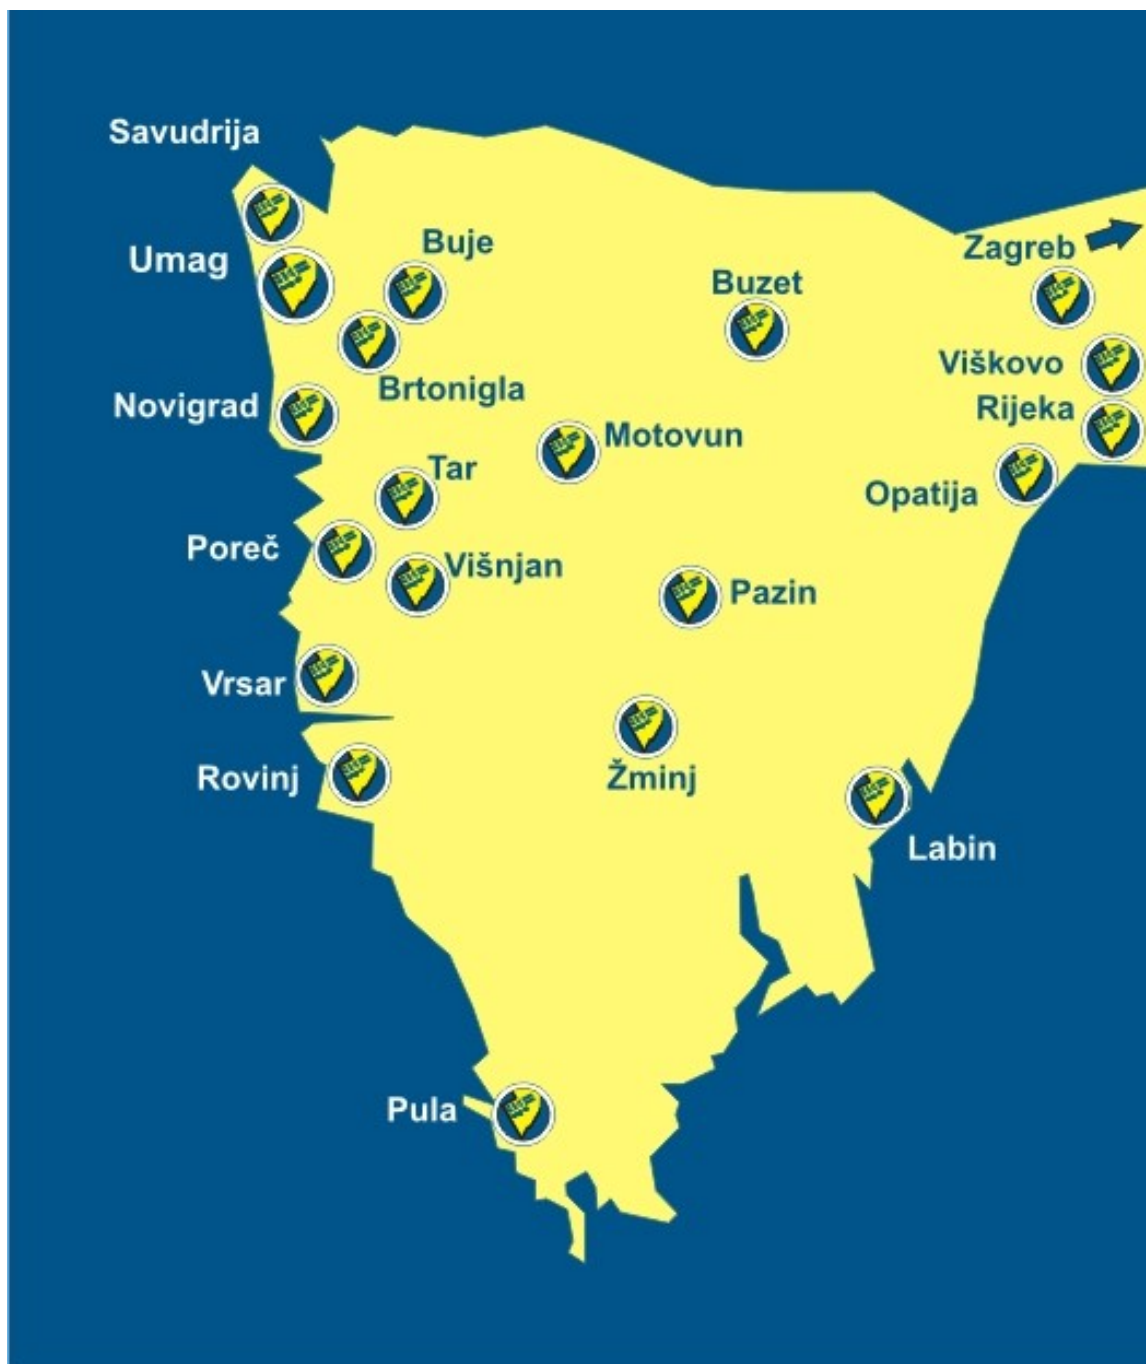 Savudrija
Umag
Buje
Buzet
Zagreb
Viškovo
Brtonigla
Novigrad
Rijeka
Motovun
Tar
Opatija
Poreč
Višnjan
Pazin
Vrsar
Rovinj
Žminj
Labin
Pula